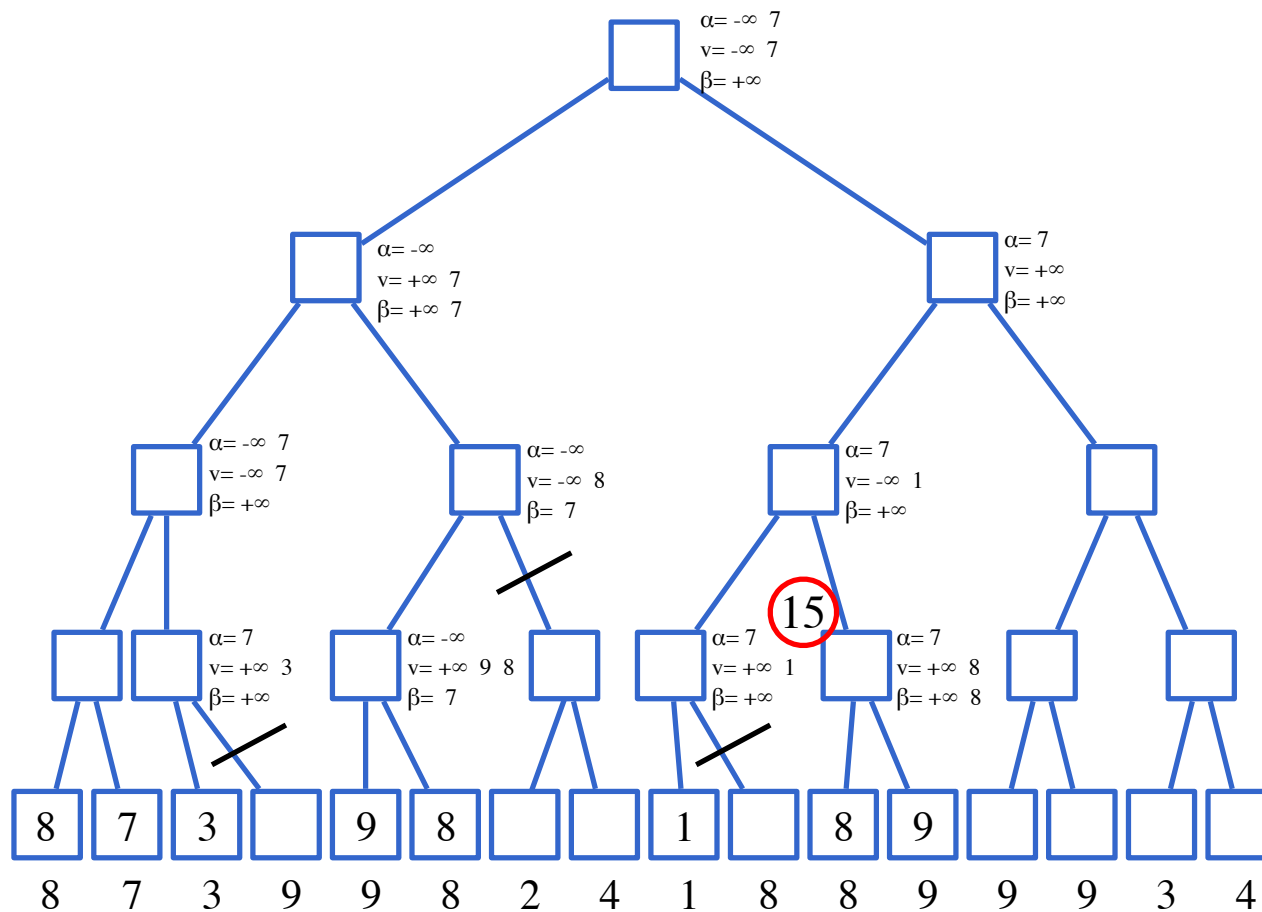 α= -∞ 7
v= -∞ 7
β= +∞
α= -∞
v= +∞ 7
β= +∞ 7
α= 7
v= +∞
β= +∞
α= -∞ 7
v= -∞ 7
β= +∞
α= -∞
v= -∞ 8
β= 7
α= 7
v= -∞ 1
β= +∞
15
α= 7
v= +∞ 3
β= +∞
α= -∞
v= +∞ 9 8
β= 7
α= 7
v= +∞ 1
β= +∞
α= 7
v= +∞ 8
β= +∞ 8
8 7 3 9 8 1 8 9
8 7 3 9 9 8 2 4 1 8 8 9 9 9 3 4